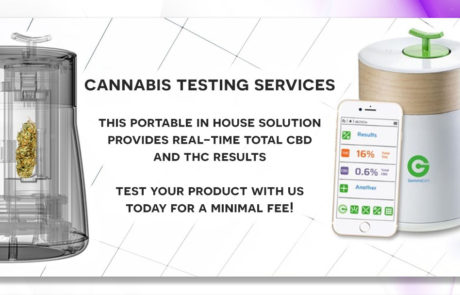 CANNABIS TESTING SERVICES
THIS PORTABLE IN HOUSE SOLUTION
PROVIDES REAL-TIME TOTAL CBD
AND THC RESULTS
TEST YOUR PRODUCT WITH US
TODAY FOR A MINIMAL FEE!
Results
16%
0.6%
Another